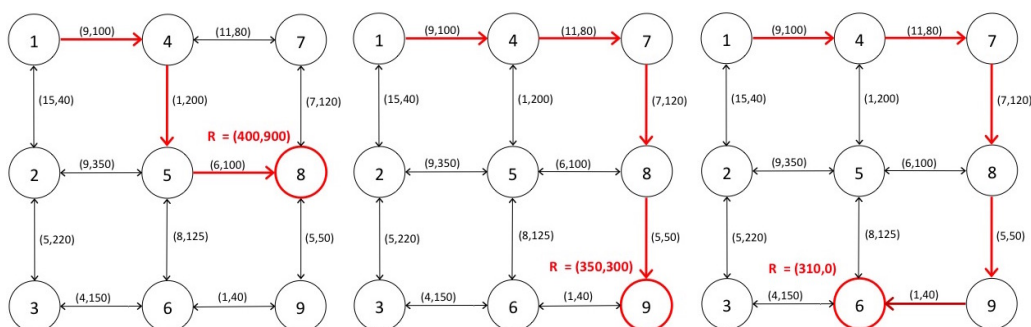 1 (9,100) 4 (11,80) 7
(15,40) (1,200) (7,120)
R = (400,900)
2 (9,350) 5 (6,100) 8
(5,220) (8,125) (5,50)
3 (4,150) 6 (1,40) 9
1 (9,100) 4 (11,80) 7
(15,40) (1,200) (7,120)
2 (9,350) 5 (6,100) 8
(5,220) (8,125) (5,50)
R = (350,300)
3 (4,150) 6 (1,40) 9
1 (9,100) 4 (11,80) 7
(15,40) (1,200) (7,120)
2 (9,350) 5 (6,100) 8
(5,220) (8,125) (5,50)
R = (310,0)
3 (4,150) 6 (1,40) 9